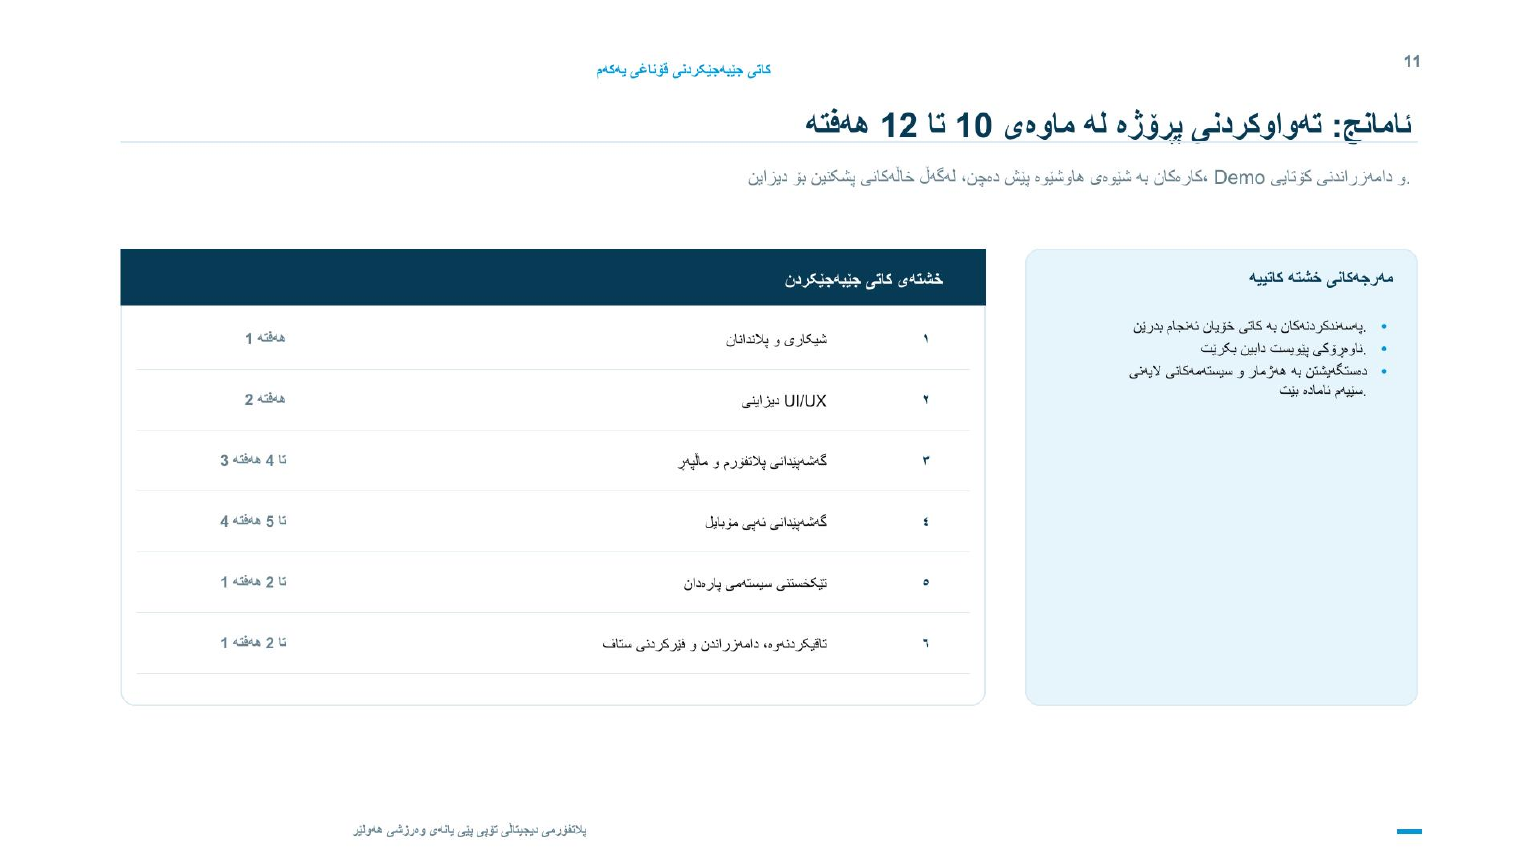 11
کاتی جێبەجێکردنی قۆناغی یەکەم
ئامانج: تەواوکردنی پڕۆژە لە ماوەی 10 تا 12 هەفتە
کارەکان بە شێوەی هاوشێوە پێش دەچن، لەگەڵ خاڵەکانی پشکنین بۆ دیزاین، Demo و دامەزراندنی کۆتایی.
مەرجەکانی خشتە کاتییە
• پەسەندکردنەکان بە کاتی خۆیان ئەنجام بدرێن.
• ناوەڕۆکی پێویست دابین بکرێت.
• دەستگەیشتن بە هەژمار و سیستەمەکانی لایەنی
سێیەم ئامادە بێت.
خشتەی کاتی جێبەجێکردن
١ شیکاری و پلاندانان هەفتە 1
٢ دیزاینی UI/UX هەفتە 2
٣ گەشەپێدانی پلاتفۆرم و ماڵپەڕ 3 تا 4 هەفتە
٤ گەشەپێدانی ئەپی مۆبایل 4 تا 5 هەفتە
٥ تێکخستنی سیستەمی پارەدان 1 تا 2 هەفتە
٦ تاقیکردنەوە، دامەزراندن و فێرکردنی ستاف 1 تا 2 هەفتە
پلاتفۆرمی دیجیتاڵی تۆپی پێی یانەی وەرزشی هەولێر